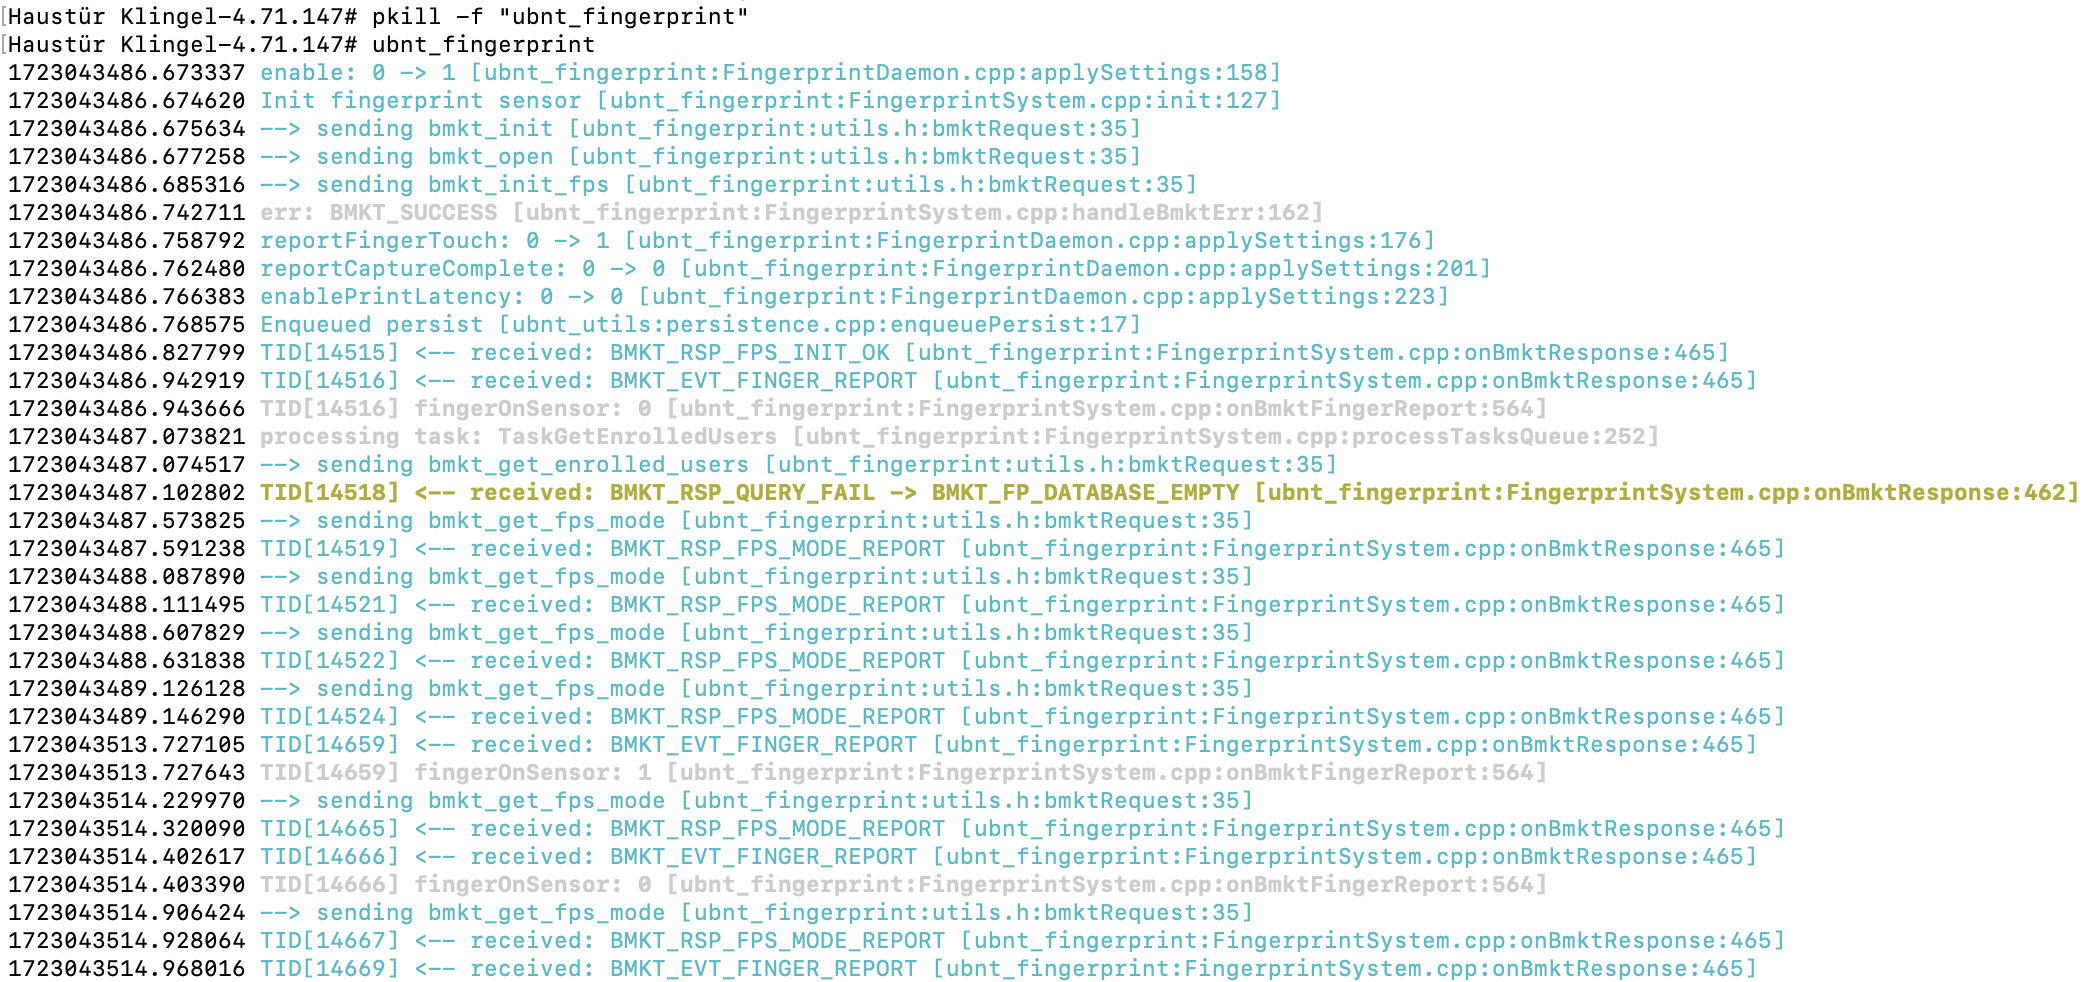 [Haustür Klingel-4.71.147# pkill -f "ubnt_fingerprint"
[Haustür Klingel-4.71.147# ubnt_fingerprint
1723043486.673337 enable: 0 -> 1 [ubnt_fingerprint:FingerprintDaemon.cpp:applySettings:158]
1723043486.674620 Init fingerprint sensor [ubnt_fingerprint:FingerprintSystem.cpp:init:127]
1723043486.675634 --> sending bmkt_init [ubnt_fingerprint:utils.h:bmktRequest:35]
1723043486.677258 --> sending bmkt_open [ubnt_fingerprint:utils.h:bmktRequest:35]
1723043486.685316 --> sending bmkt_init_fps [ubnt_fingerprint:utils.h:bmktRequest:35]
1723043486.742711 err: BMKT_SUCCESS [ubnt_fingerprint:FingerprintSystem.cpp:handleBmktErr:162]
1723043486.758792 reportFingerTouch: 0 -> 1 [ubnt_fingerprint:FingerprintDaemon.cpp:applySettings:176]
1723043486.762480 reportCaptureComplete: 0 -> 0 [ubnt_fingerprint:FingerprintDaemon.cpp:applySettings:201]
1723043486.766383 enablePrintLatency: 0 -> 0 [ubnt_fingerprint:FingerprintDaemon.cpp:applySettings:223]
1723043486.768575 Enqueued persist [ubnt_utils:persistence.cpp:enqueuePersist:17]
1723043486.827799 TID[14515] <-- received: BMKT_RSP_FPS_INIT_OK [ubnt_fingerprint:FingerprintSystem.cpp:onBmktResponse:465]
1723043486.942919 TID[14516] <-- received: BMKT_EVT_FINGER_REPORT [ubnt_fingerprint:FingerprintSystem.cpp:onBmktResponse:465]
1723043486.943666 TID[14516] fingerOnSensor: 0 [ubnt_fingerprint:FingerprintSystem.cpp:onBmktFingerReport:564]
1723043487.073821 processing task: TaskGetEnrolledUsers [ubnt_fingerprint:FingerprintSystem.cpp:processTasksQueue:252]
1723043487.074517 --> sending bmkt_get_enrolled_users [ubnt_fingerprint:utils.h:bmktRequest:35]
1723043487.102802 TID[14518] <-- received: BMKT_RSP_QUERY_FAIL -> BMKT_FP_DATABASE_EMPTY [ubnt_fingerprint:FingerprintSystem.cpp:onBmktResponse:462]
1723043487.573825 --> sending bmkt_get_fps_mode [ubnt_fingerprint:utils.h:bmktRequest:35]
1723043487.591238 TID[14519] <-- received: BMKT_RSP_FPS_MODE_REPORT [ubnt_fingerprint:FingerprintSystem.cpp:onBmktResponse:465]
1723043488.087890 --> sending bmkt_get_fps_mode [ubnt_fingerprint:utils.h:bmktRequest:35]
1723043488.111495 TID[14521] <-- received: BMKT_RSP_FPS_MODE_REPORT [ubnt_fingerprint:FingerprintSystem.cpp:onBmktResponse:465]
1723043488.607829 --> sending bmkt_get_fps_mode [ubnt_fingerprint:utils.h:bmktRequest:35]
1723043488.631838 TID[14522] <-- received: BMKT_RSP_FPS_MODE_REPORT [ubnt_fingerprint:FingerprintSystem.cpp:onBmktResponse:465]
1723043489.126128 --> sending bmkt_get_fps_mode [ubnt_fingerprint:utils.h:bmktRequest:35]
1723043489.146290 TID[14524] <-- received: BMKT_RSP_FPS_MODE_REPORT [ubnt_fingerprint:FingerprintSystem.cpp:onBmktResponse:465]
1723043513.727105 TID[14659] <-- received: BMKT_EVT_FINGER_REPORT [ubnt_fingerprint:FingerprintSystem.cpp:onBmktResponse:465]
1723043513.727643 TID[14659] fingerOnSensor: 1 [ubnt_fingerprint:FingerprintSystem.cpp:onBmktFingerReport:564]
1723043514.229970 --> sending bmkt_get_fps_mode [ubnt_fingerprint:utils.h:bmktRequest:35]
1723043514.320090 TID[14665] <-- received: BMKT_RSP_FPS_MODE_REPORT [ubnt_fingerprint:FingerprintSystem.cpp:onBmktResponse:465]
1723043514.402617 TID[14666] <-- received: BMKT_EVT_FINGER_REPORT [ubnt_fingerprint:FingerprintSystem.cpp:onBmktResponse:465]
1723043514.403390 TID[14666] fingerOnSensor: 0 [ubnt_fingerprint:FingerprintSystem.cpp:onBmktFingerReport:564]
1723043514.906424 --> sending bmkt_get_fps_mode [ubnt_fingerprint:utils.h:bmktRequest:35]
1723043514.928064 TID[14667] <-- received: BMKT_RSP_FPS_MODE_REPORT [ubnt_fingerprint:FingerprintSystem.cpp:onBmktResponse:465]
1723043514.968016 TID[14669] <-- received: BMKT_EVT_FINGER_REPORT [ubnt_fingerprint:FingerprintSystem.cpp:onBmktResponse:465]